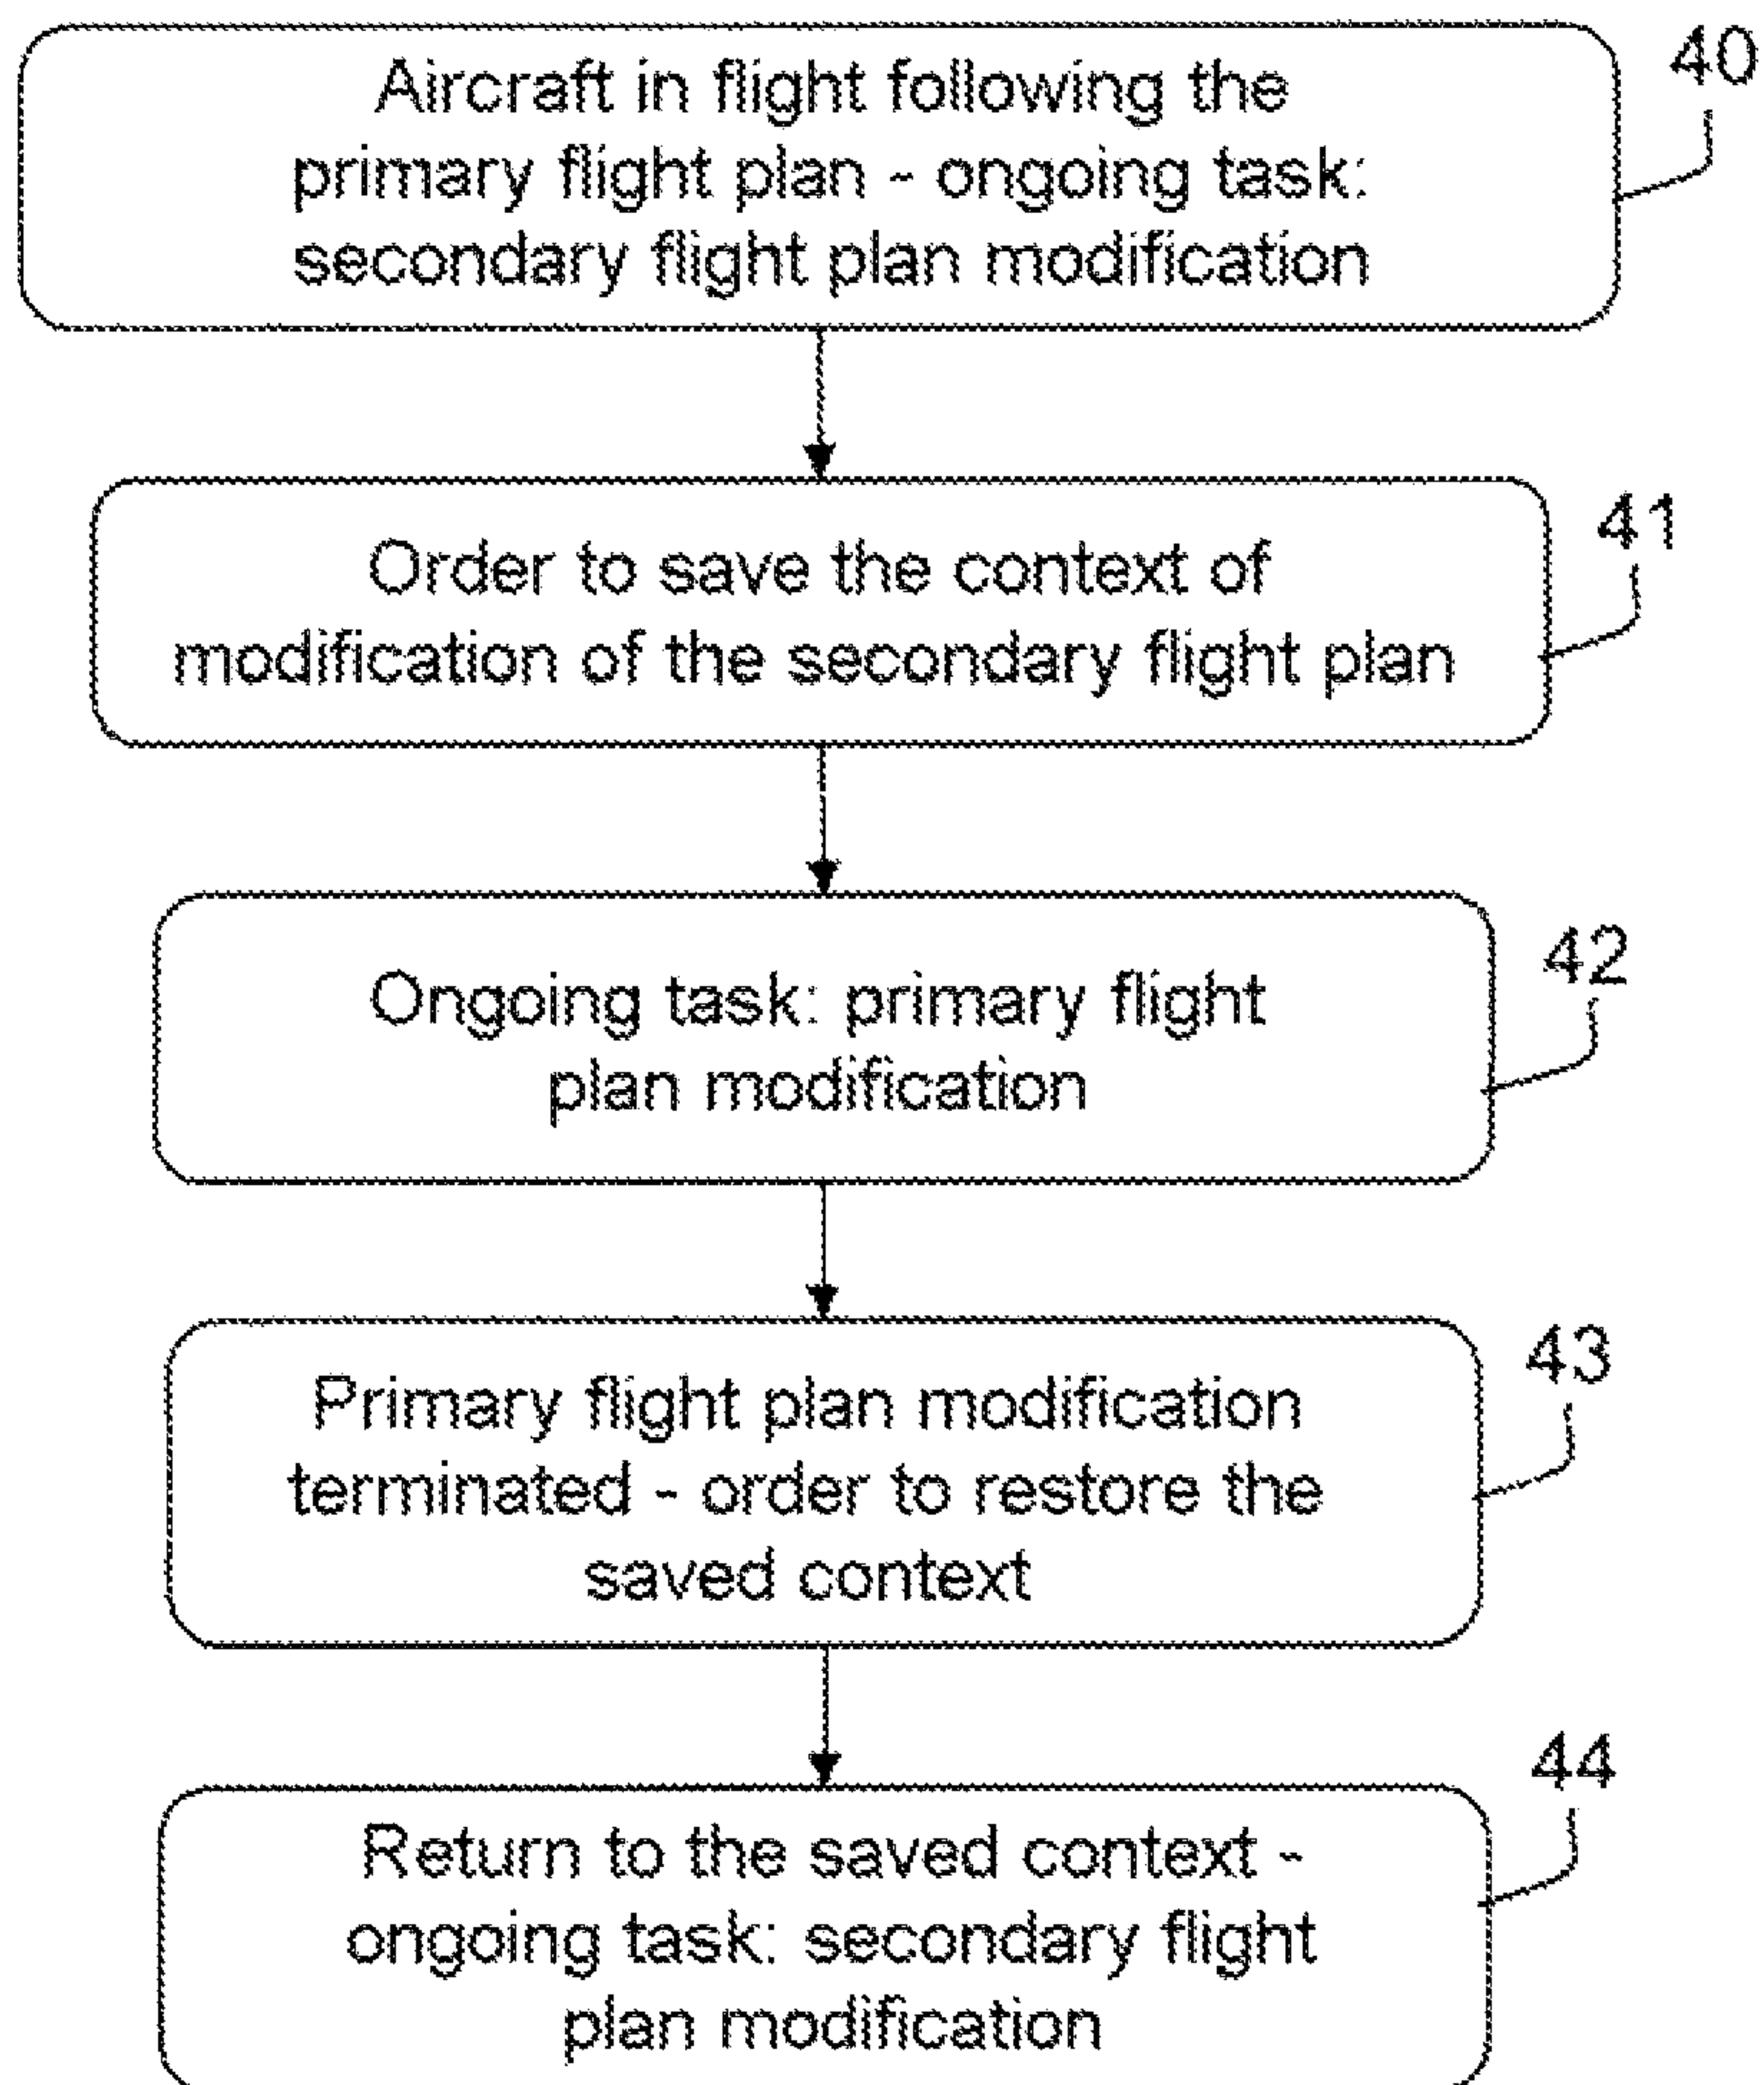 Aircraft in flight following the
primary flight plan - ongoing task:
secondary flight plan modification
40
Order to save the context of
modification of the secondary flight plan
41
Ongoing task: primary flight
plan modification
42
Primary flight plan modification
terminated - order to restore the
saved context
43
Return to the saved context -
ongoing task: secondary flight
plan modification
44